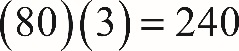 (80)(3) = 240